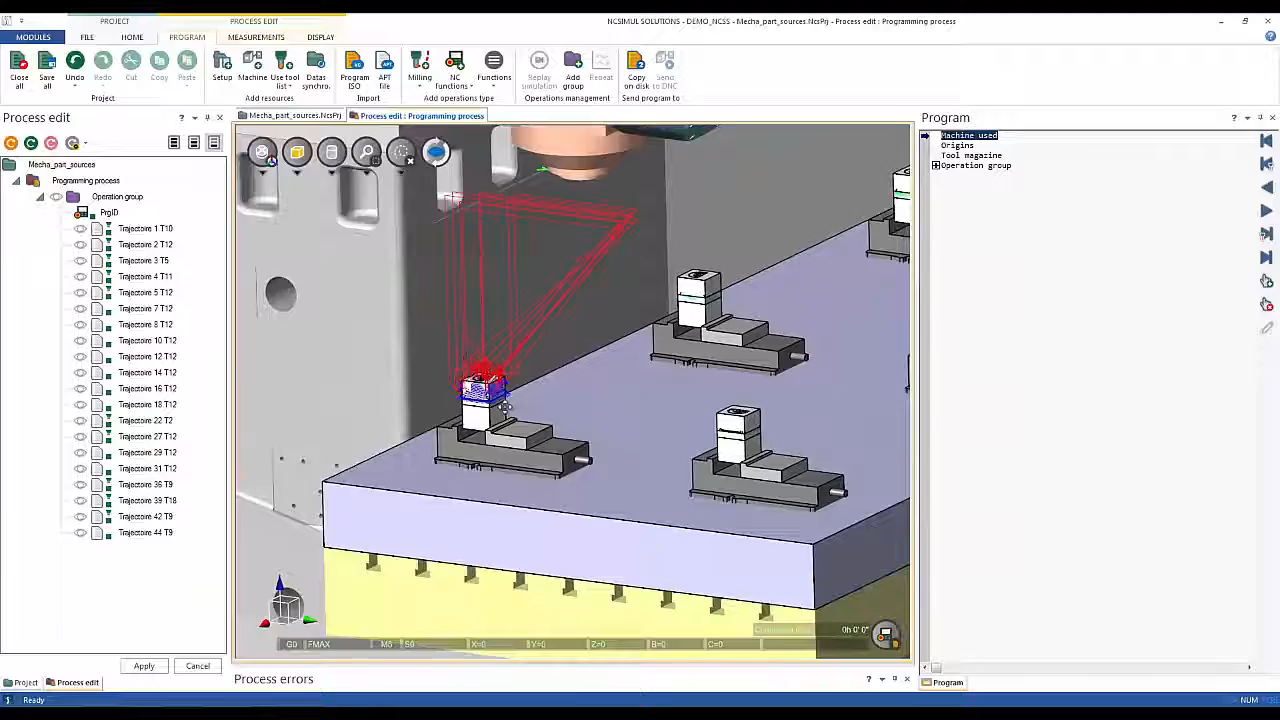 PROJECT PROCESS EDIT NCSIMUL SOLUTIONS - DEMO_NCSS - Mecha_part_sources.NcsPrj - Process edit : Programming process
MODULES FILE HOME PROGRAM MEASUREMENTS DISPLAY
Close all Save all Undo Redo Cut Copy Paste Setup Machine Use tool list Datas synchro. Program ISO APT file Milling NC functions Functions Replay simulation Add group Repeat Copy on disk Send to DNC
Project Add resources Import Add operations type Operations management Send program to
Process edit
Mecha_part_sources.NcsPrj Process edit : Programming process
Program
Mecha_part_sources
Programming process
Operation group
PrgID
Trajectoire 1 T10
Trajectoire 2 T12
Trajectoire 3 T5
Trajectoire 4 T11
Trajectoire 5 T12
Trajectoire 7 T12
Trajectoire 8 T12
Trajectoire 10 T12
Trajectoire 12 T12
Trajectoire 14 T12
Trajectoire 16 T12
Trajectoire 18 T12
Trajectoire 22 T2
Trajectoire 27 T12
Trajectoire 29 T12
Trajectoire 31 T12
Trajectoire 36 T9
Trajectoire 39 T18
Trajectoire 42 T9
Trajectoire 44 T9
Apply Cancel
Project Process edit
Machine used
Origins
Tool magazine
Operation group
0h 0' 0"
G0 FMAX M5 S0 X=0 Y=0 Z=0 B=0 C=0
Process errors
Program
Ready
NUM